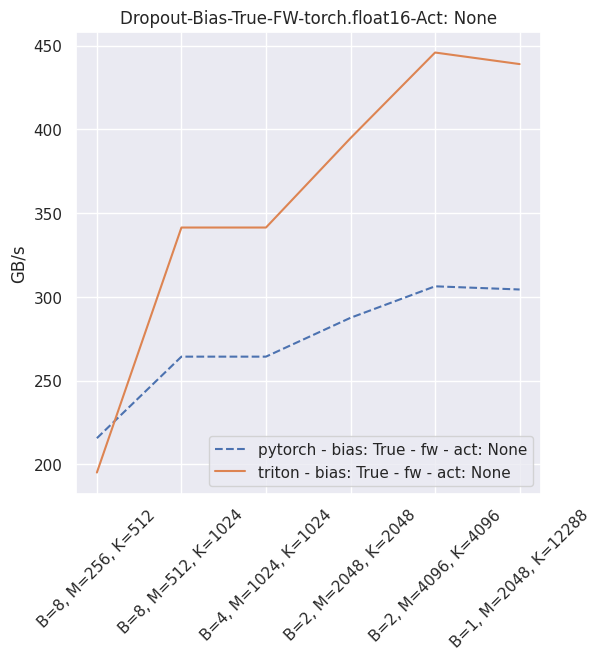 Dropout-Bias-True-FW-torch.float16-Act: None
GB/s
450
400
350
300
250
200
pytorch - bias: True - fw - act: None
triton - bias: True - fw - act: None
B=8, M=256, K=512
B=8, M=512, K=1024
B=4, M=1024, K=1024
B=2, M=2048, K=2048
B=2, M=4096, K=4096
B=1, M=2048, K=12288